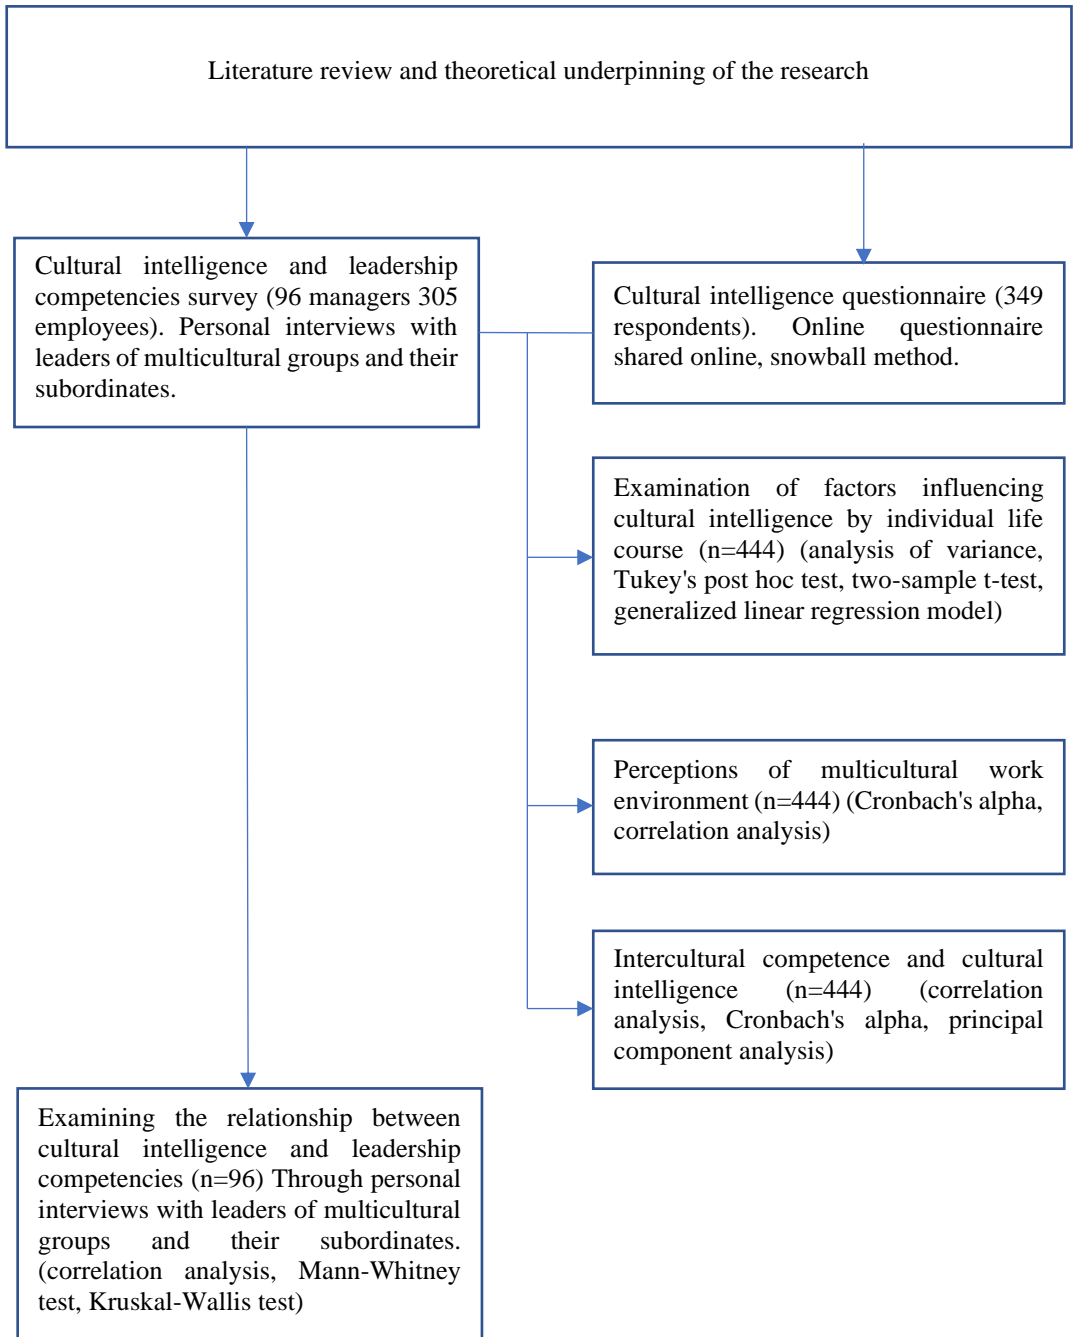 Literature review and theoretical underpinning of the research
Cultural intelligence and leadership
competencies survey (96 managers 305
employees). Personal interviews with
leaders of multicultural groups and their
subordinates.
Cultural intelligence questionnaire (349
respondents). Online questionnaire
shared online, snowball method.
Examination of factors influencing
cultural intelligence by individual life
course (n=444) (analysis of variance,
Tukey's post hoc test, two-sample t-test,
generalized linear regression model)
Perceptions of multicultural work
environment (n=444) (Cronbach's alpha,
correlation analysis)
Intercultural competence and cultural
intelligence (n=444) (correlation
analysis, Cronbach's alpha, principal
component analysis)
Examining the relationship between
cultural intelligence and leadership
competencies (n=96) Through personal
interviews with leaders of multicultural
groups and their subordinates.
(correlation analysis, Mann-Whitney
test, Kruskal-Wallis test)